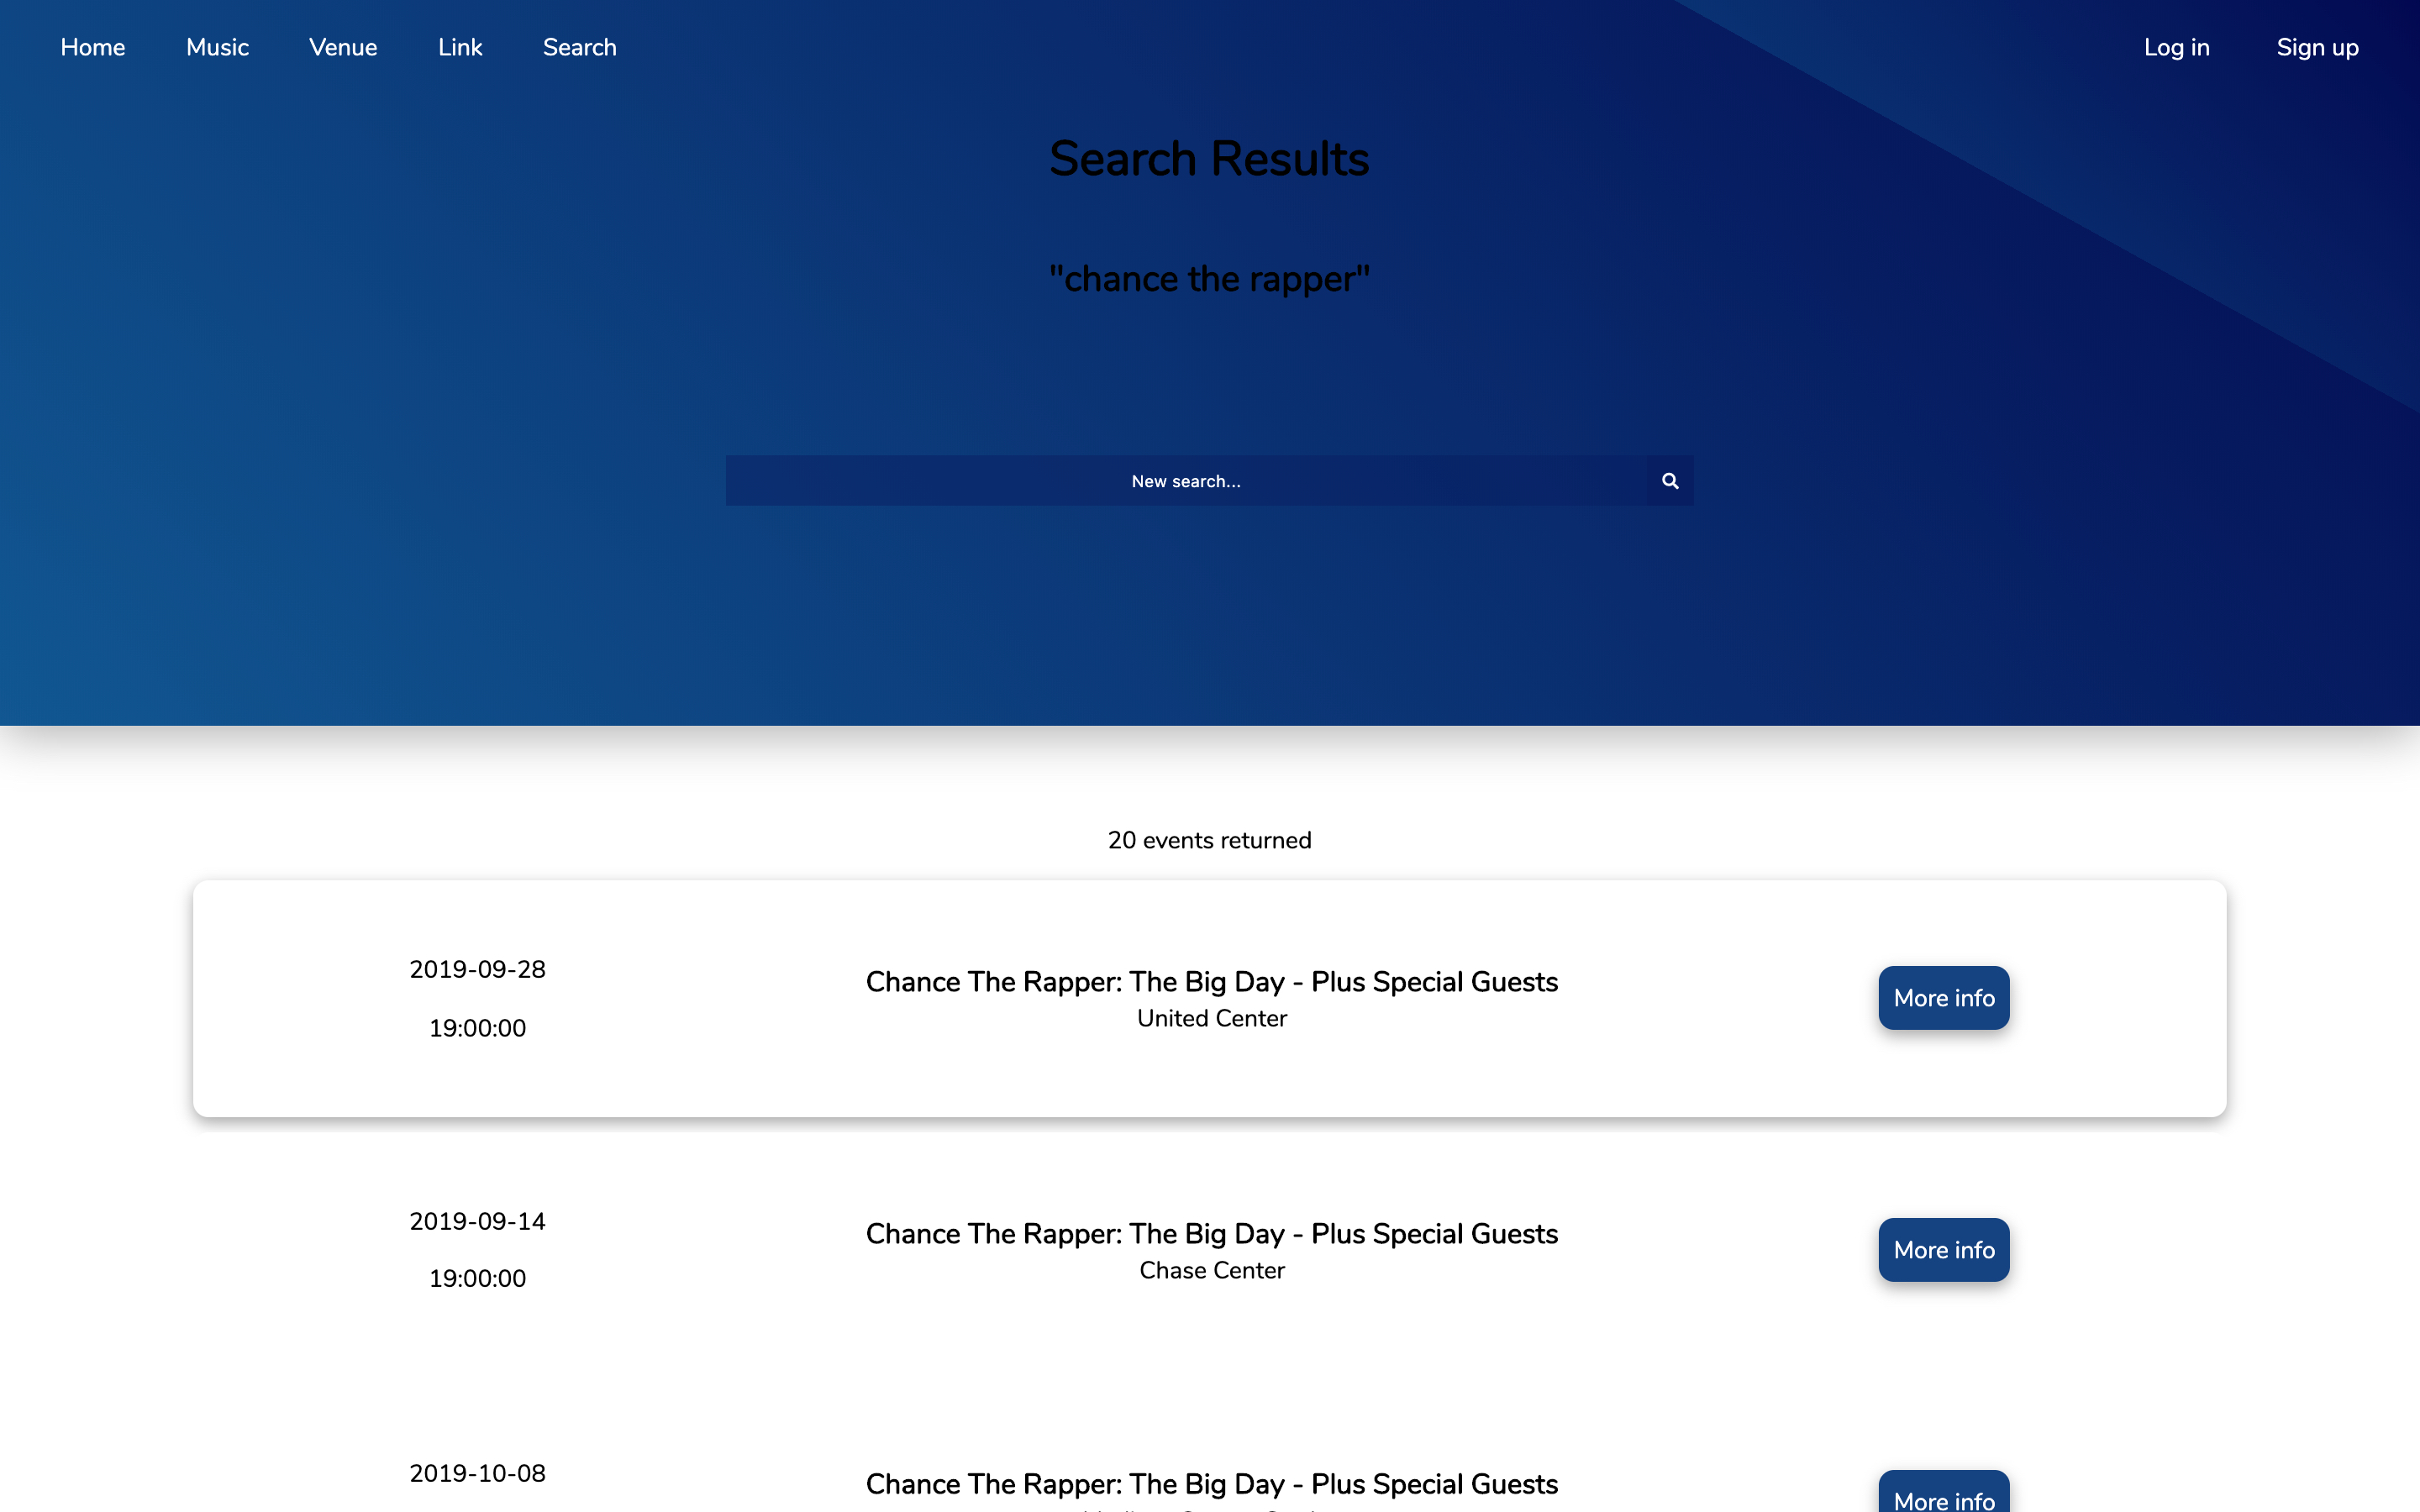 Home Music Venue Link Search Log in Sign up
Search Results
"chance the rapper"
New search...
20 events returned
2019-09-28
Chance The Rapper: The Big Day - Plus Special Guests
United Center
19:00:00
More info
2019-09-14
Chance The Rapper: The Big Day - Plus Special Guests
Chase Center
19:00:00
More info
2019-10-08
Chance The Rapper: The Big Day - Plus Special Guests
More info